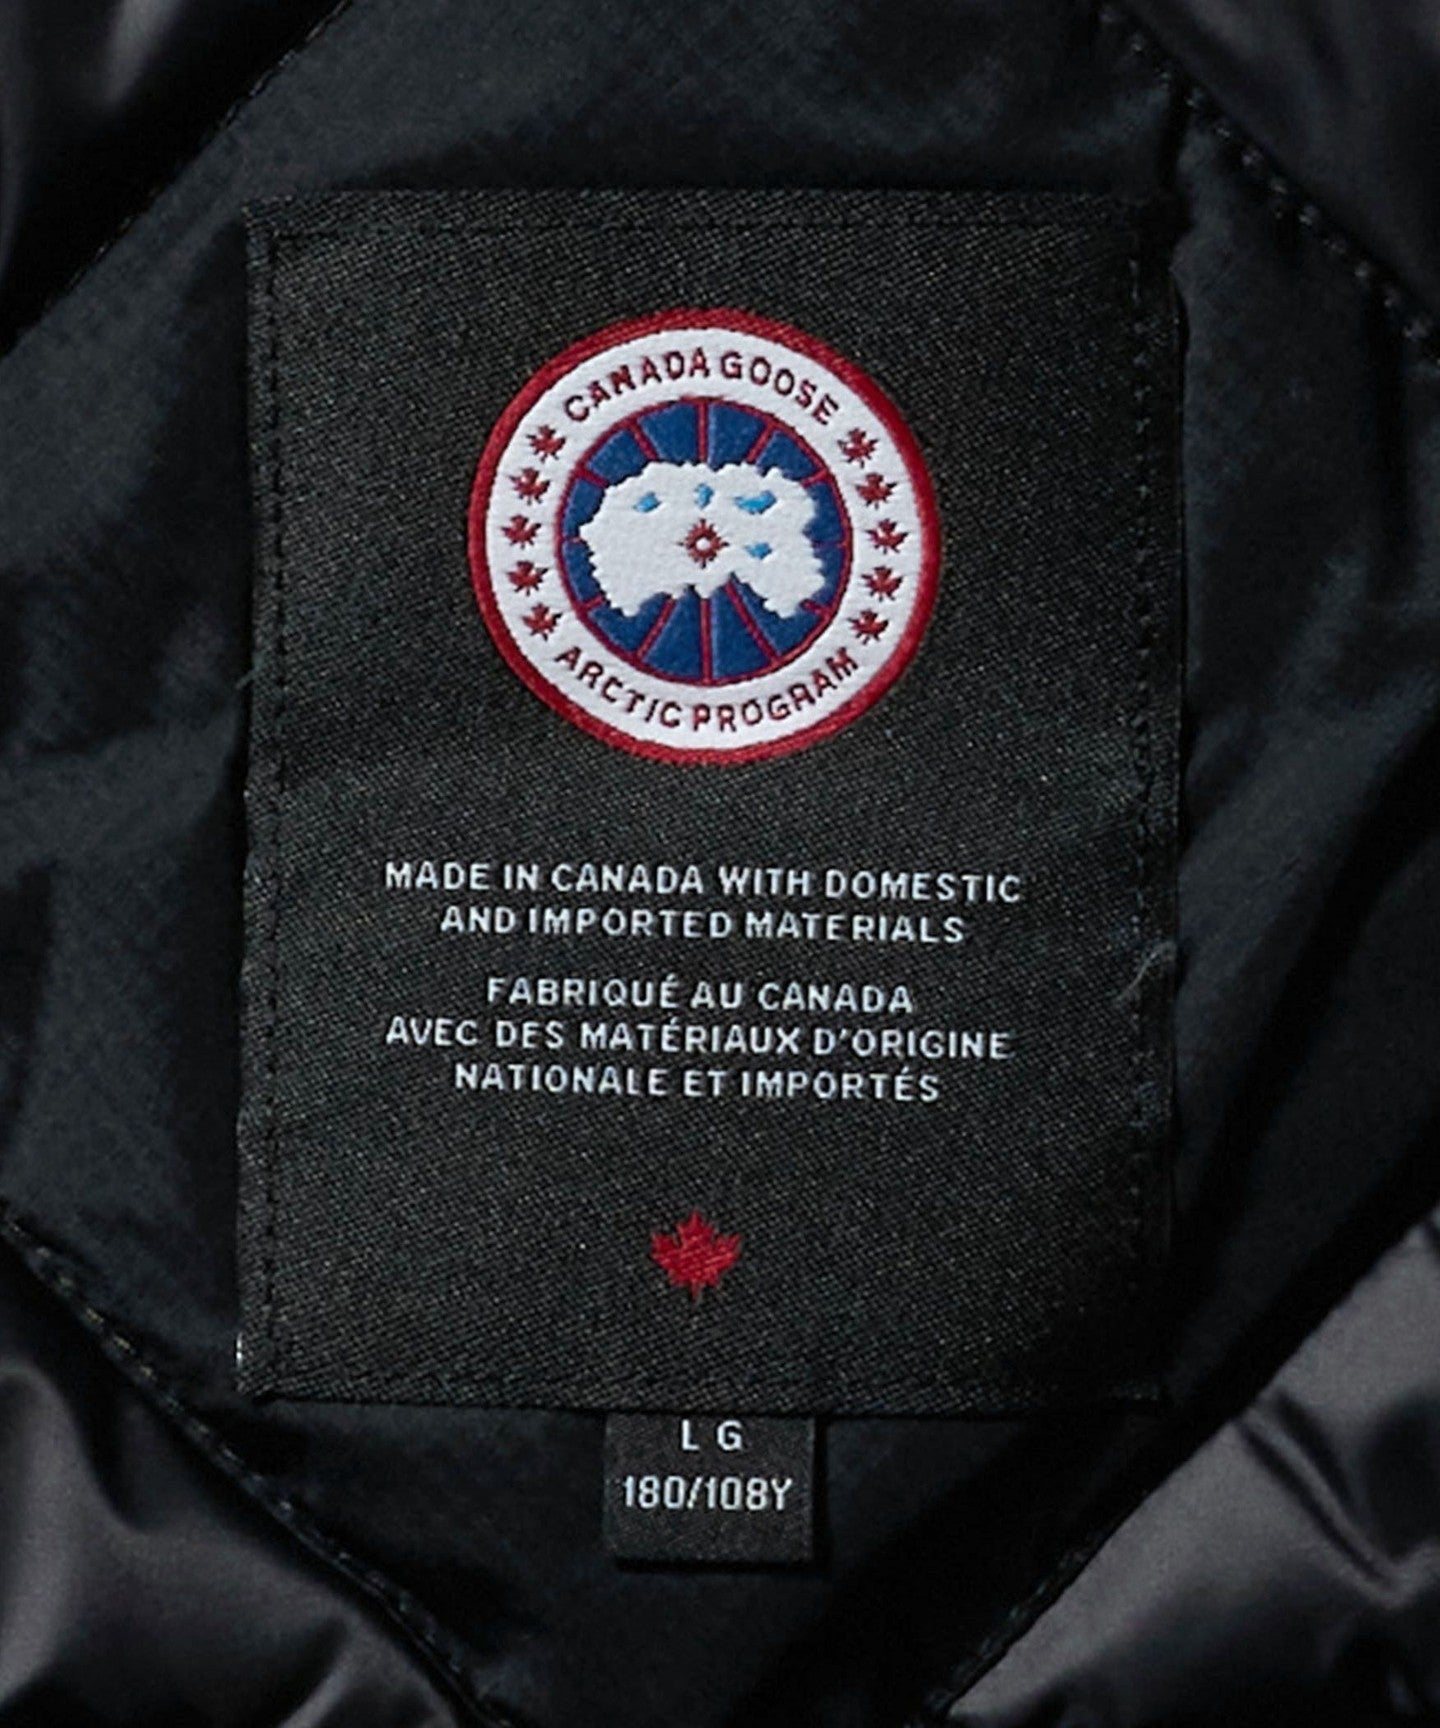 CANADA GOOSE
ARCTIC PROGRAM
MADE IN CANADA WITH DOMESTIC
AND IMPORTED MATERIALS
FABRIQUÉ AU CANADA
AVEC DES MATÉRIAUX D'ORIGINE
NATIONALE ET IMPORTÉS
LG
180/108Y